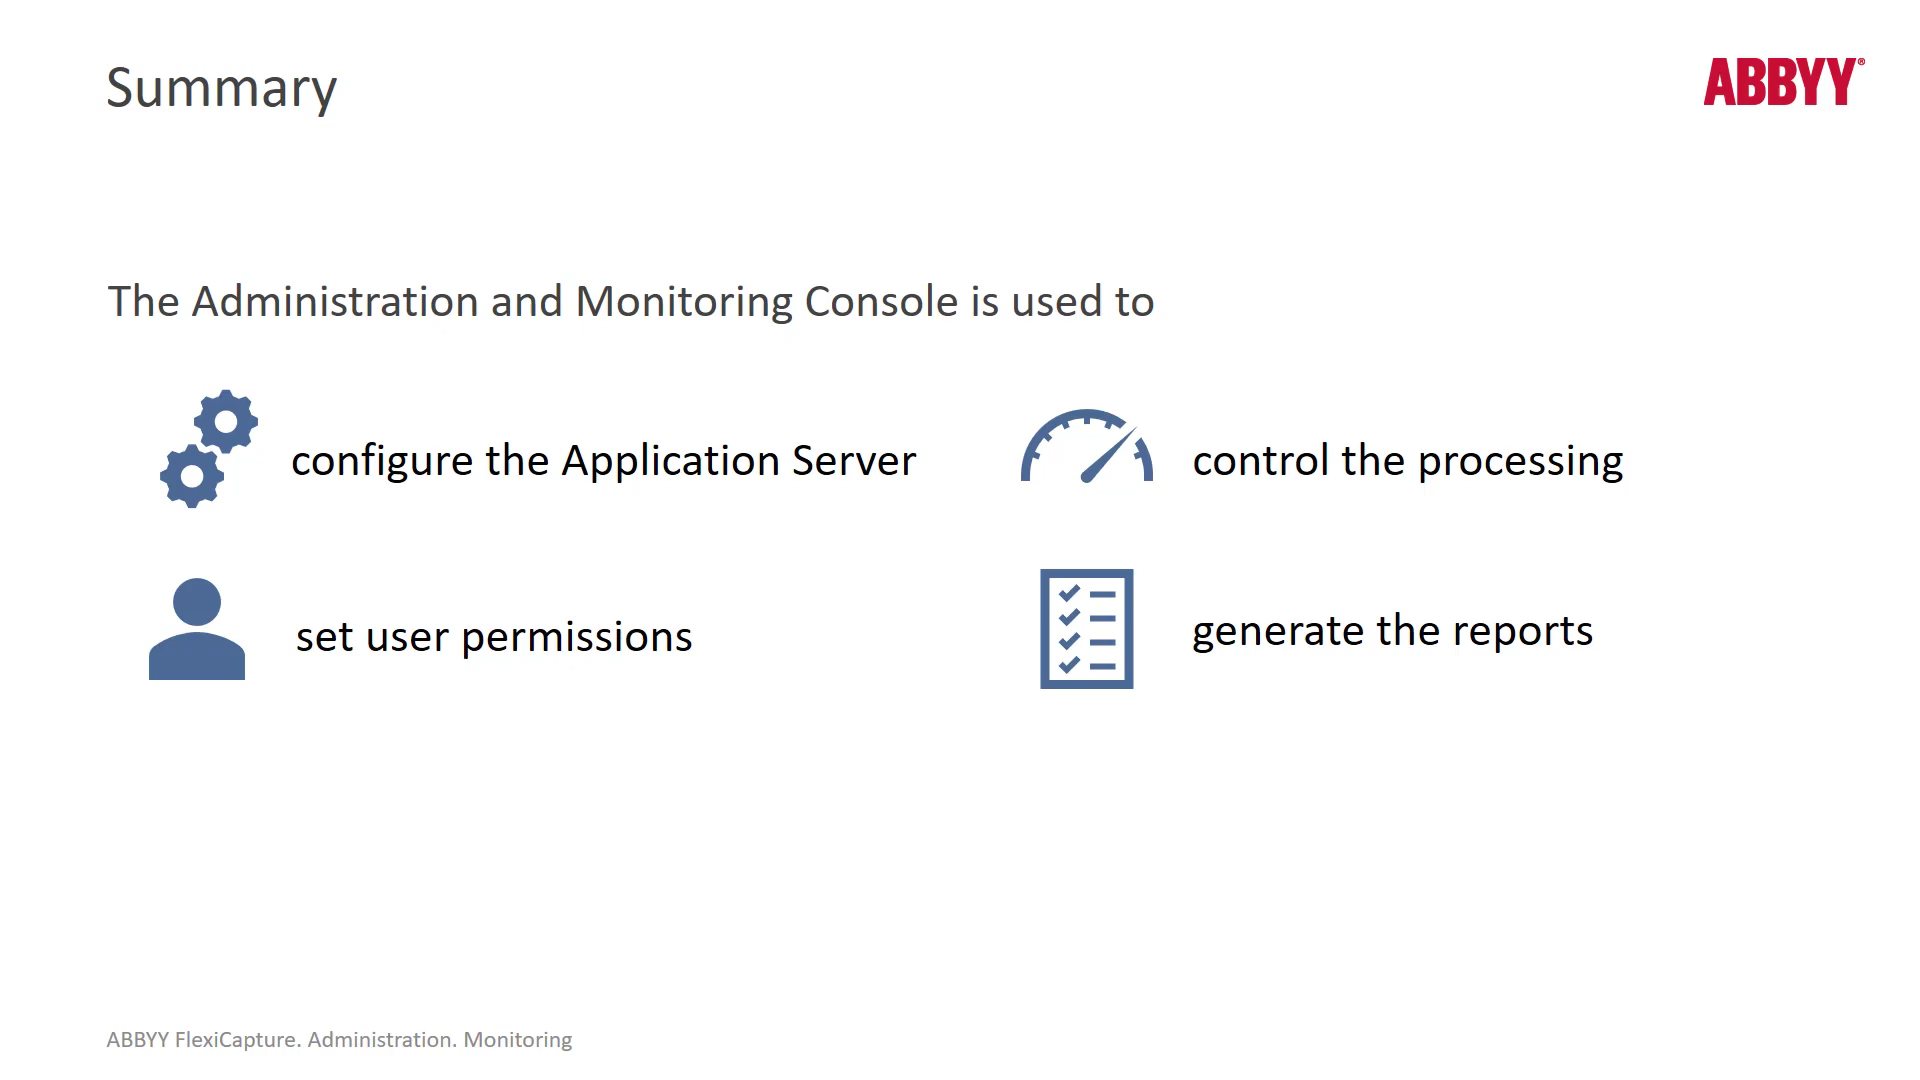 Summary
ABBYY®
The Administration and Monitoring Console is used to
configure the Application Server
control the processing
set user permissions
generate the reports
ABBYY FlexiCapture. Administration. Monitoring